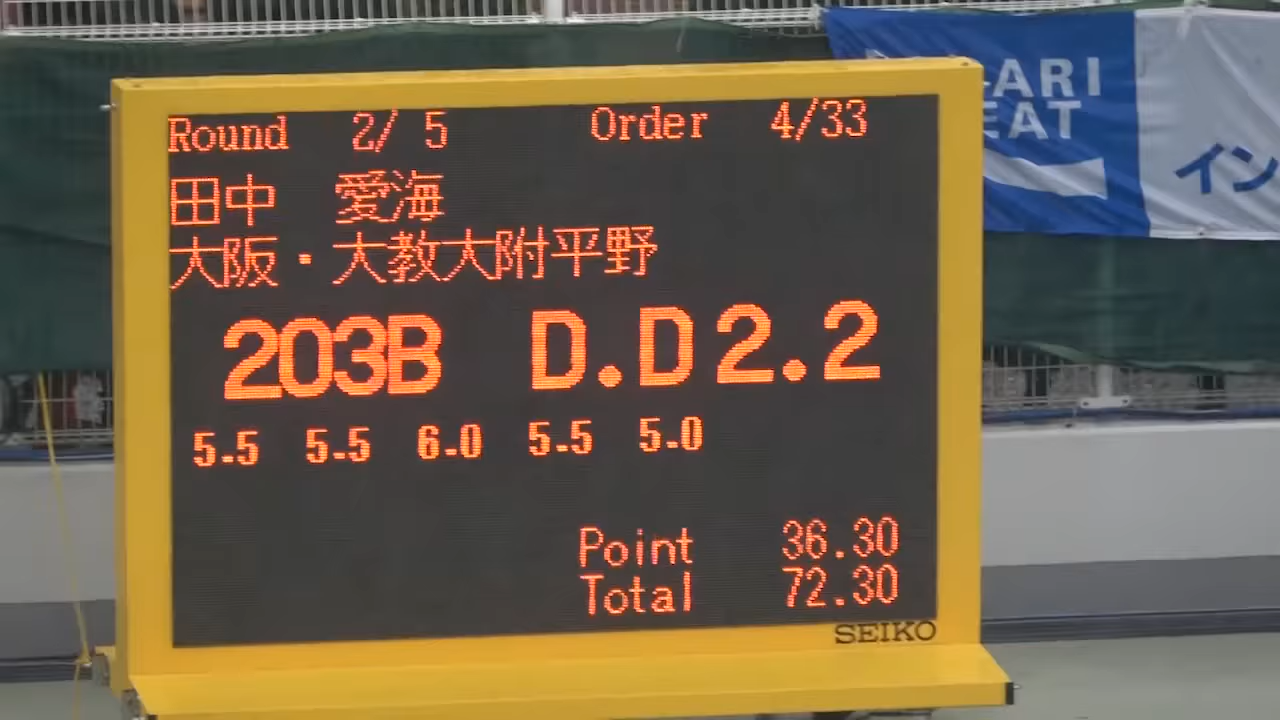 Round 2/ 5 Order 4/33
田中 愛海
大阪・大教大附平野
203B D.D2.2
5.5 5.5 6.0 5.5 5.0
Point 36.30
Total 72.30
SEIKO
ARI
EAT
イン